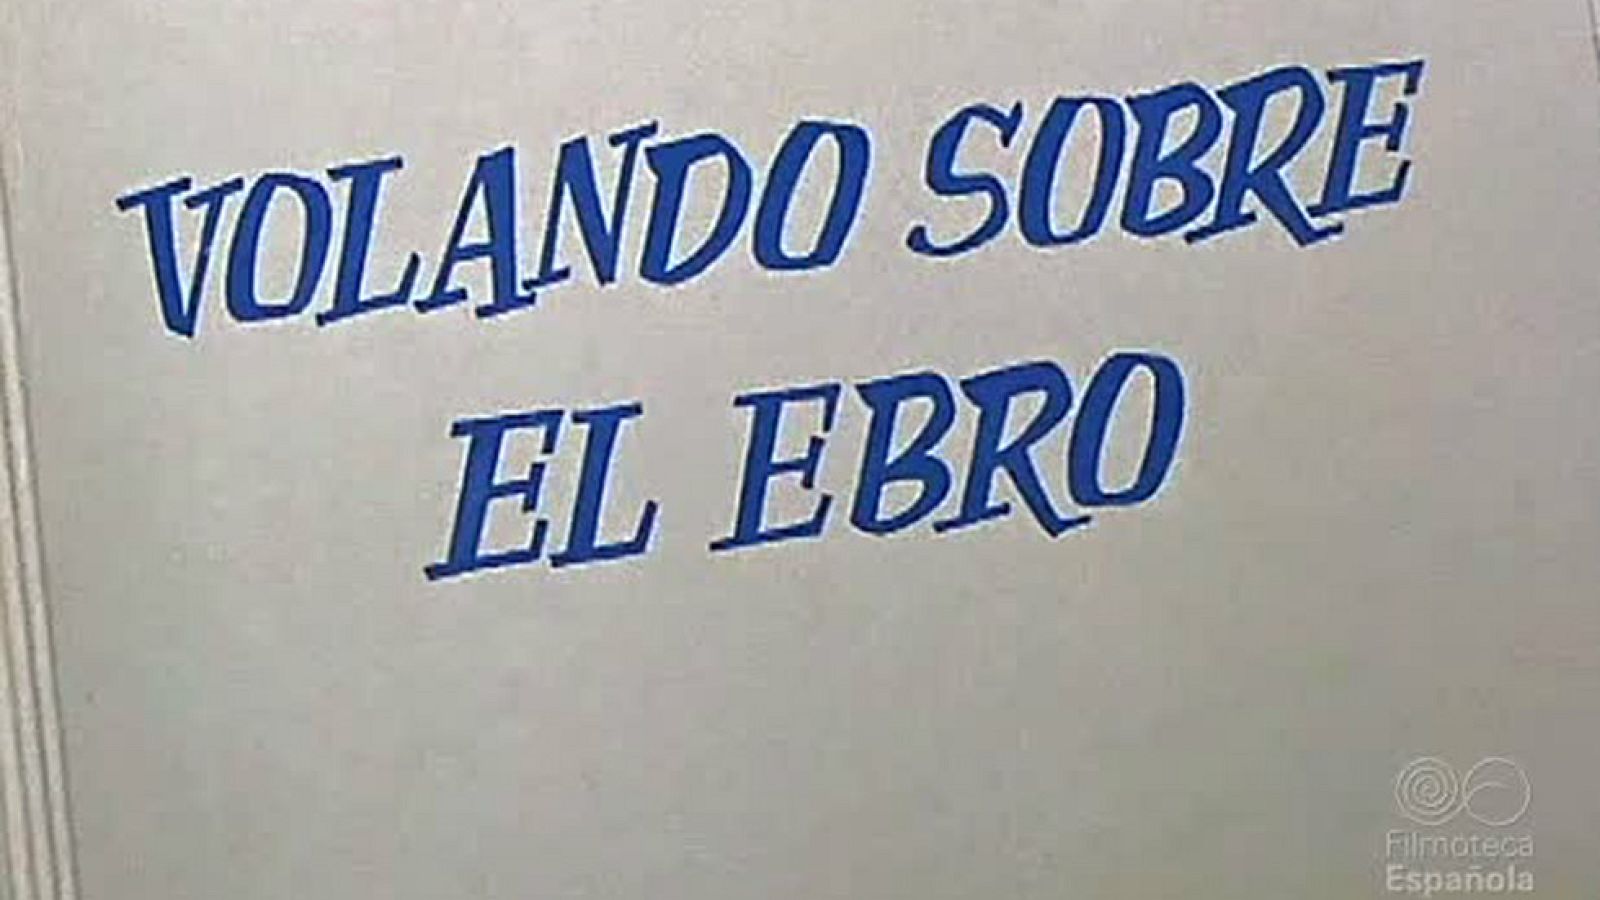 VOLANDO SOBRE
EL EBRO
Filmoteca
Española